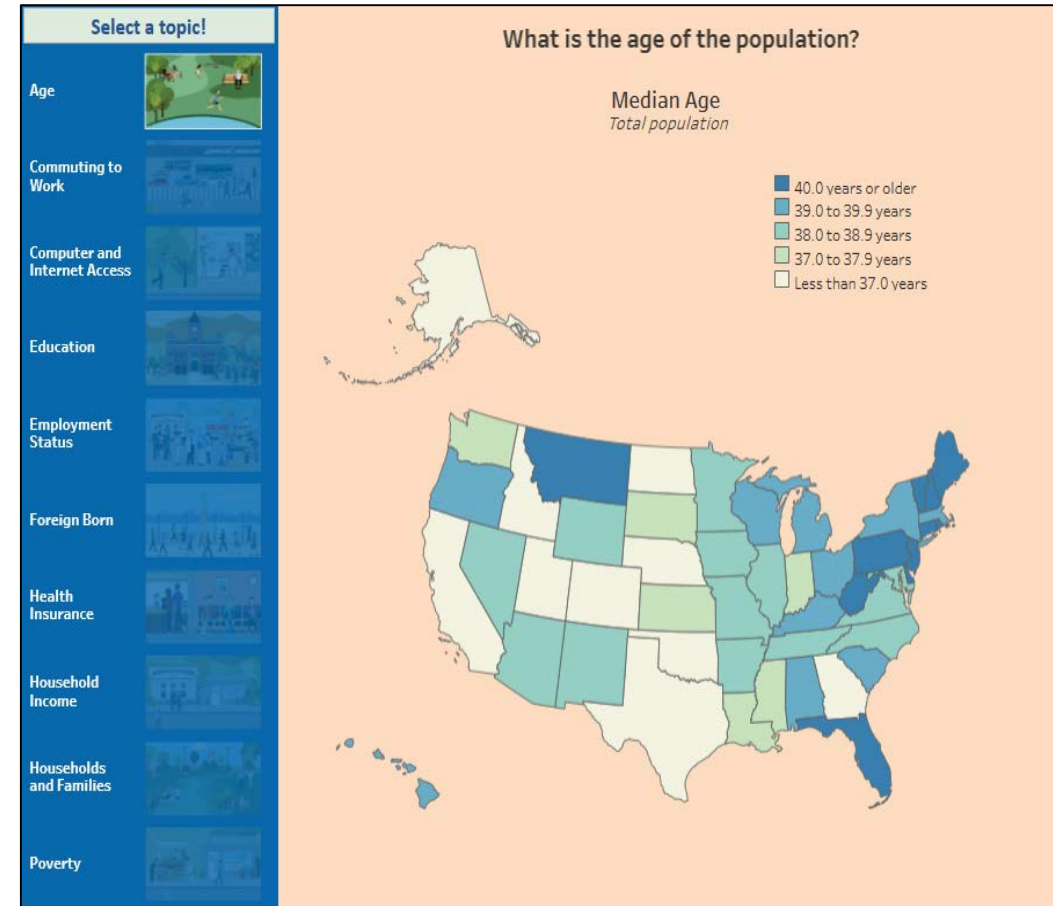 Select a topic!
Age
Commuting to
Work
Computer and
Internet Access
Education
Employment
Status
Foreign Born
Health
Insurance
Household
Income
Households
and Families
Poverty
What is the age of the population?
Median Age
Total population
40.0 years or older
39.0 to 39.9 years
38.0 to 38.9 years
37.0 to 37.9 years
Less than 37.0 years